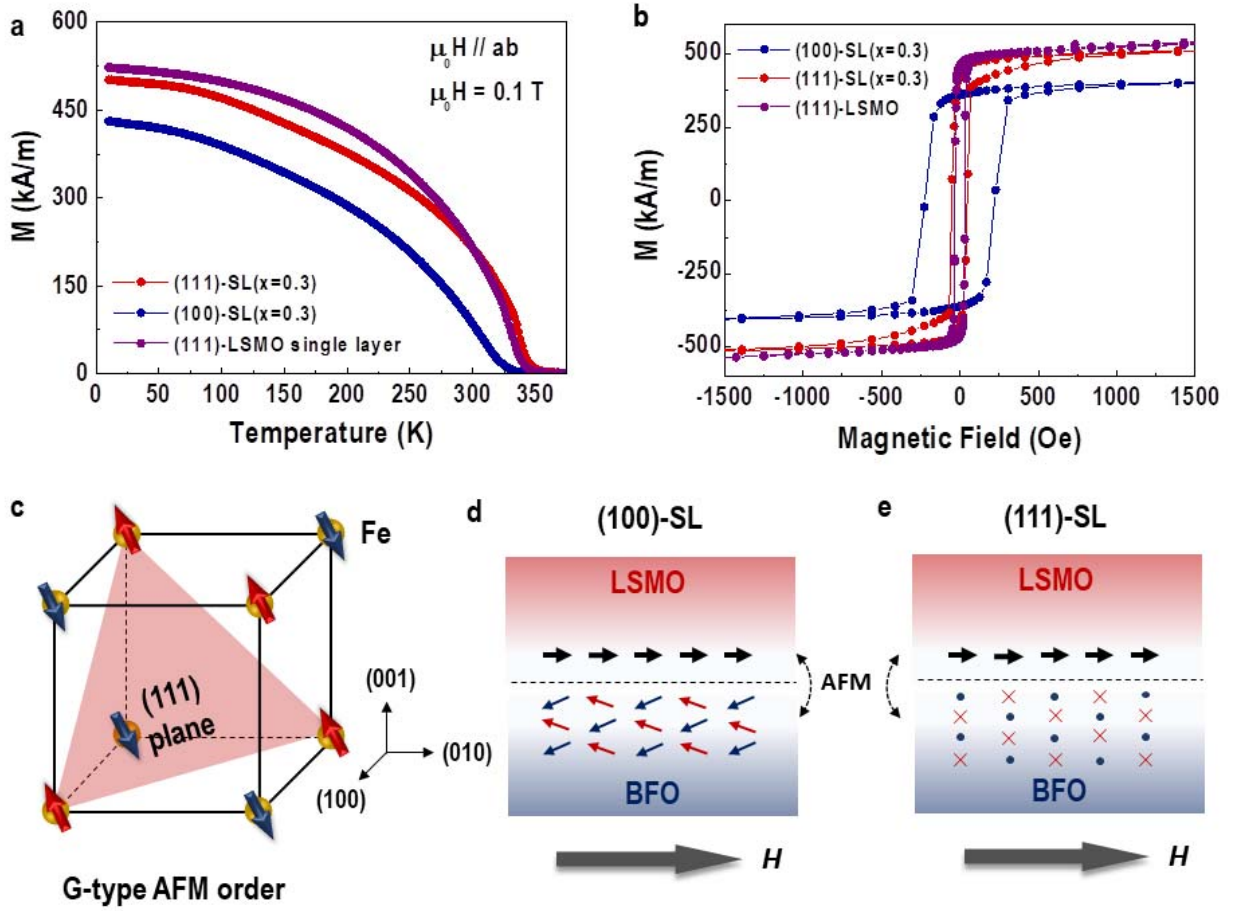 a
600
450
300
150
0
M (kA/m)
μ₀H // ab
μ₀H = 0.1 T
(111)-SL(x=0.3)
(100)-SL(x=0.3)
(111)-LSMO single layer
0 50 100 150 200 250 300 350
Temperature (K)
b
500
250
0
-250
-500
M (kA/m)
(100)-SL(x=0.3)
(111)-SL(x=0.3)
(111)-LSMO
-1500 -1000 -500 0 500 1000 1500
Magnetic Field (Oe)
c
Fe
(111)
plane
(001)
(010)
(100)
G-type AFM order
d
(100)-SL
LSMO
AFM
BFO
H
e
(111)-SL
LSMO
BFO
H